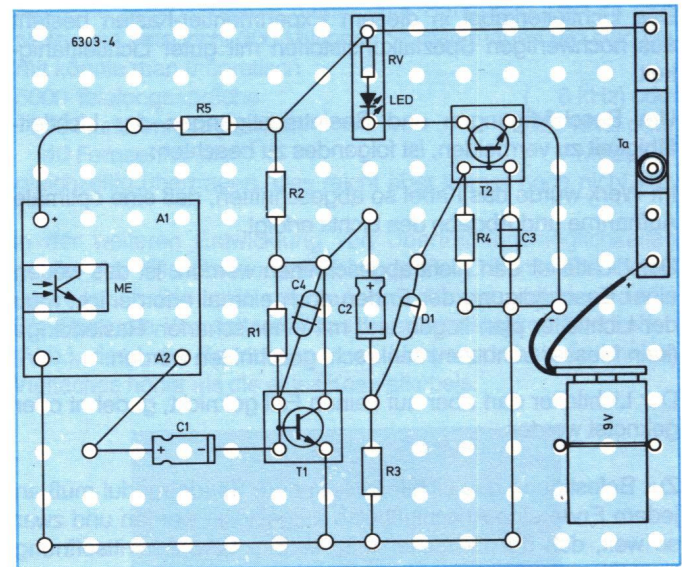 6303-4
RV
LED
R5
T2
Ta
R2
R4
C3
+
A1
ME
C4
C2
D1
R1
-
A2
C1
+
-
T1
R3
+
9V